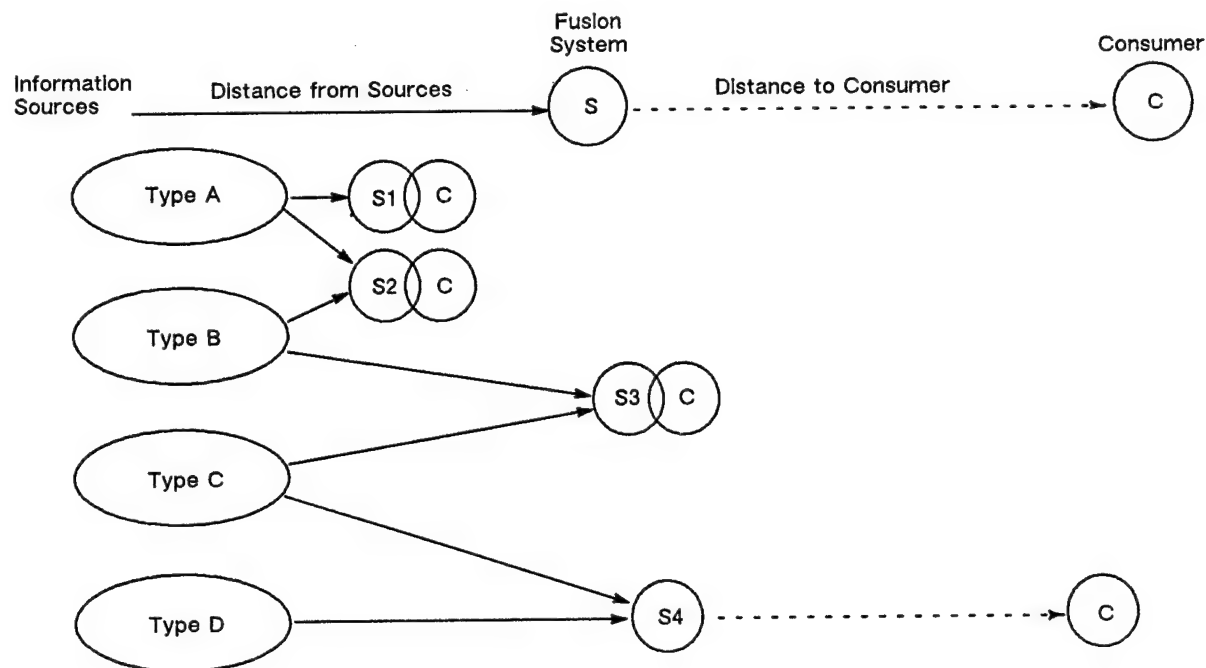 Fusion
System
Consumer
Information
Sources
Distance from Sources
S
Distance to Consumer
C
Type A
S1
C
S2
C
Type B
S3
C
Type C
Type D
S4
C